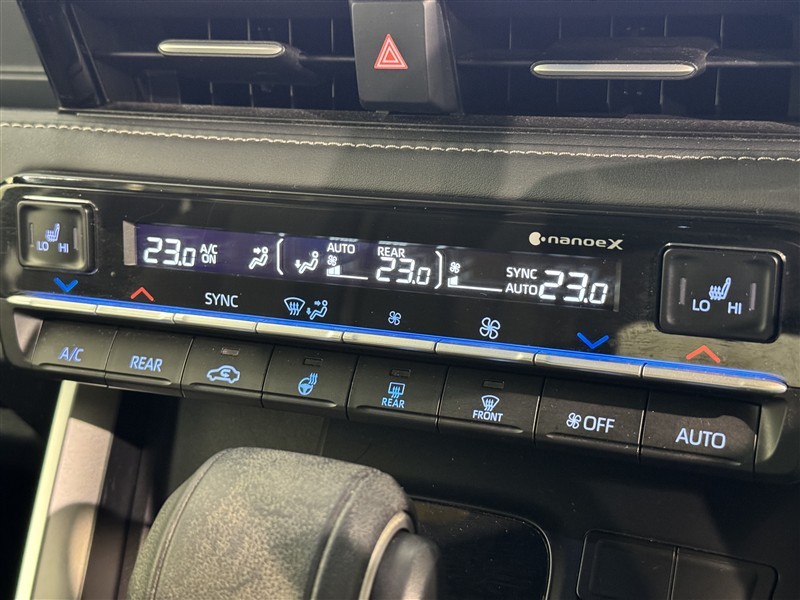 LO HI
23.0 A/C ON
AUTO
REAR
23.0
SYNC
AUTO 23.0
nanoeX
LO HI
SYNC
A/C
REAR
REAR
FRONT
OFF
AUTO